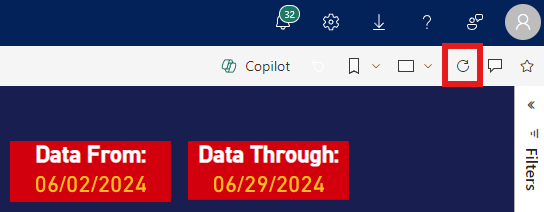 32
?
Copilot
Data From:
06/02/2024
Data Through:
06/29/2024
Filters